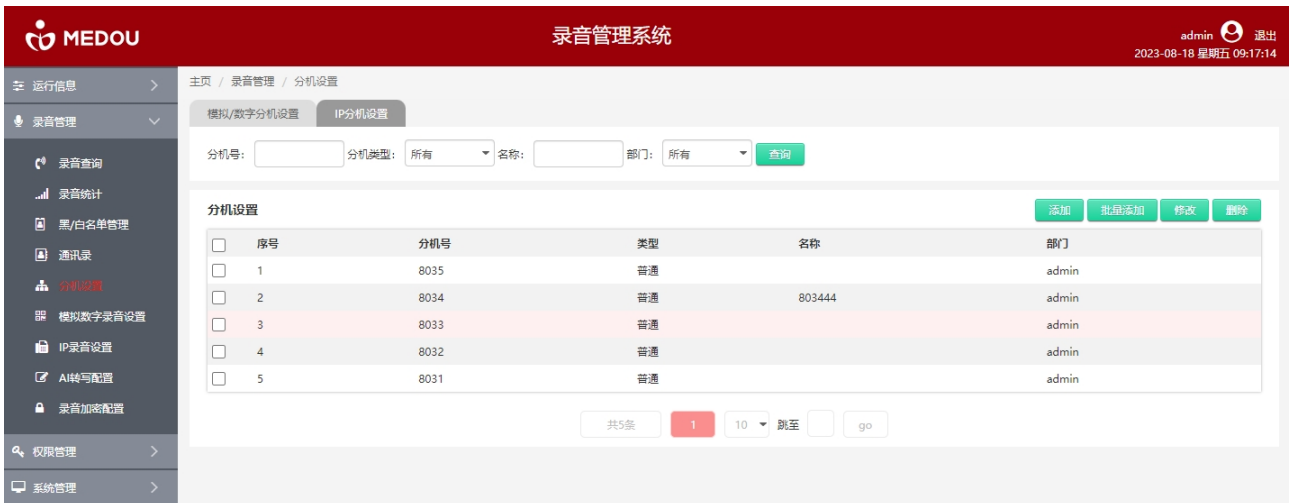 MEDOU
录音管理系统
admin 退出
2023-08-18 星期五 09:17:14
运行信息
录音管理
录音查询
录音统计
黑/白名单管理
通讯录
分机设置
模拟数字录音设置
IP录音设置
AI转写配置
录音加密配置
权限管理
系统管理
主页 / 录音管理 / 分机设置
模拟/数字分机设置 IP分机设置
分机号: 分机类型: 所有 名称: 部门: 所有 查询
分机设置 添加 批量添加 修改 删除
序号 分机号 类型 名称 部门
1 8035 普通 admin
2 8034 普通 803444 admin
3 8033 普通 admin
4 8032 普通 admin
5 8031 普通 admin
共5条 1 10 跳至 go